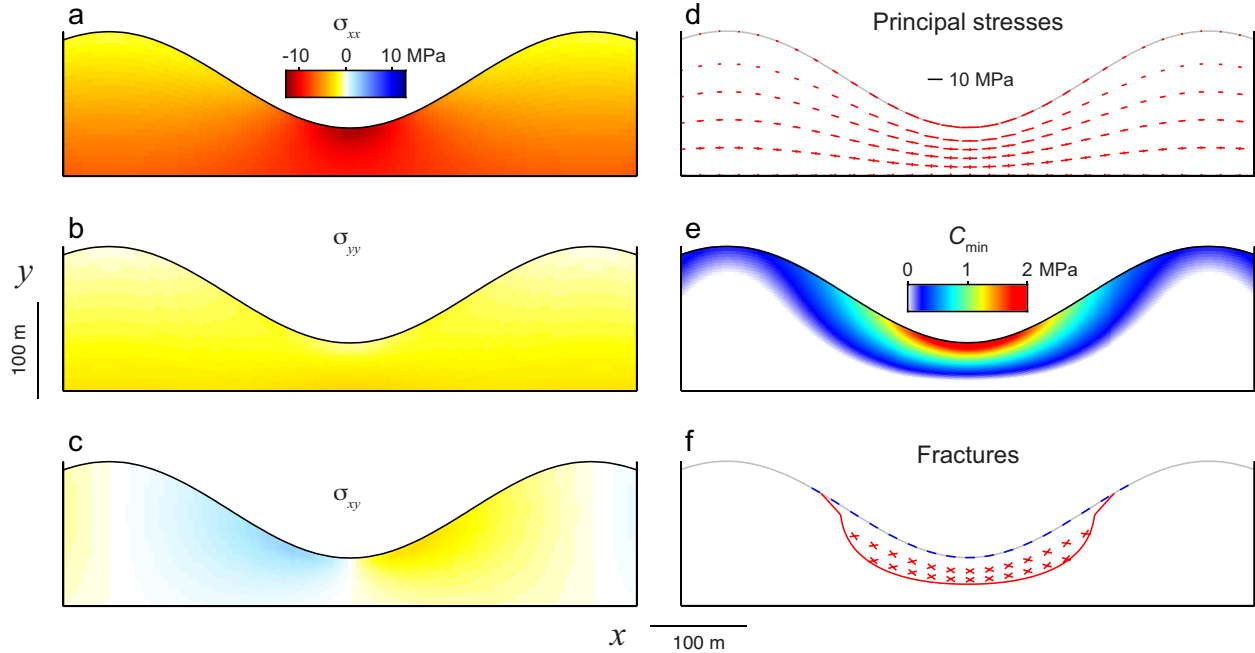 a
σxx
-10 0 10 MPa
b
σyy
y
100 m
c
σxy
d
Principal stresses
10 MPa
e
Cmin
0 1 2 MPa
f
Fractures
x
100 m